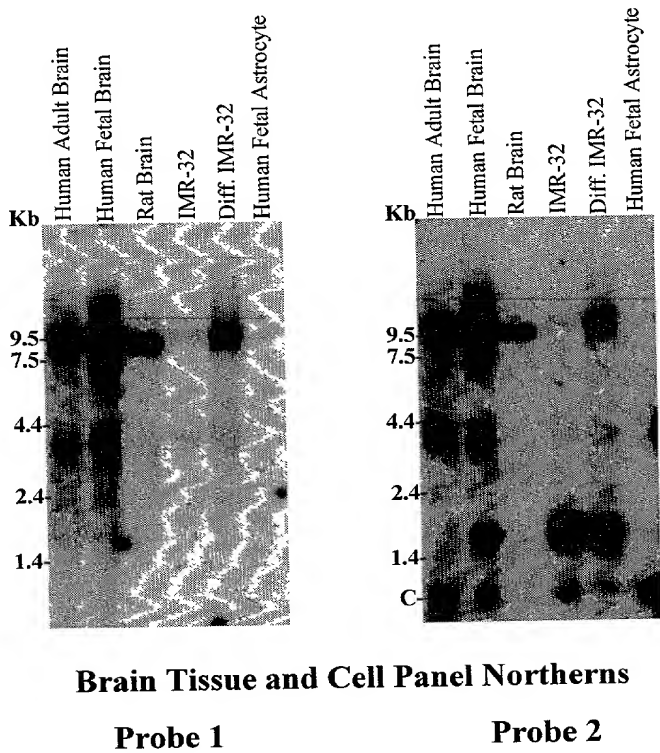 Human Adult Brain
Human Fetal Brain
Rat Brain
IMR-32
Diff. IMR-32
Human Fetal Astrocyte
Kb
9.5-
7.5-
4.4-
2.4-
1.4-
Human Adult Brain
Human Fetal Brain
Rat Brain
IMR-32
Diff. IMR-32
Human Fetal Astrocyte
Kb
9.5-
7.5-
4.4-
2.4-
1.4-
C-
Brain Tissue and Cell Panel Northerns
Probe 1
Probe 2